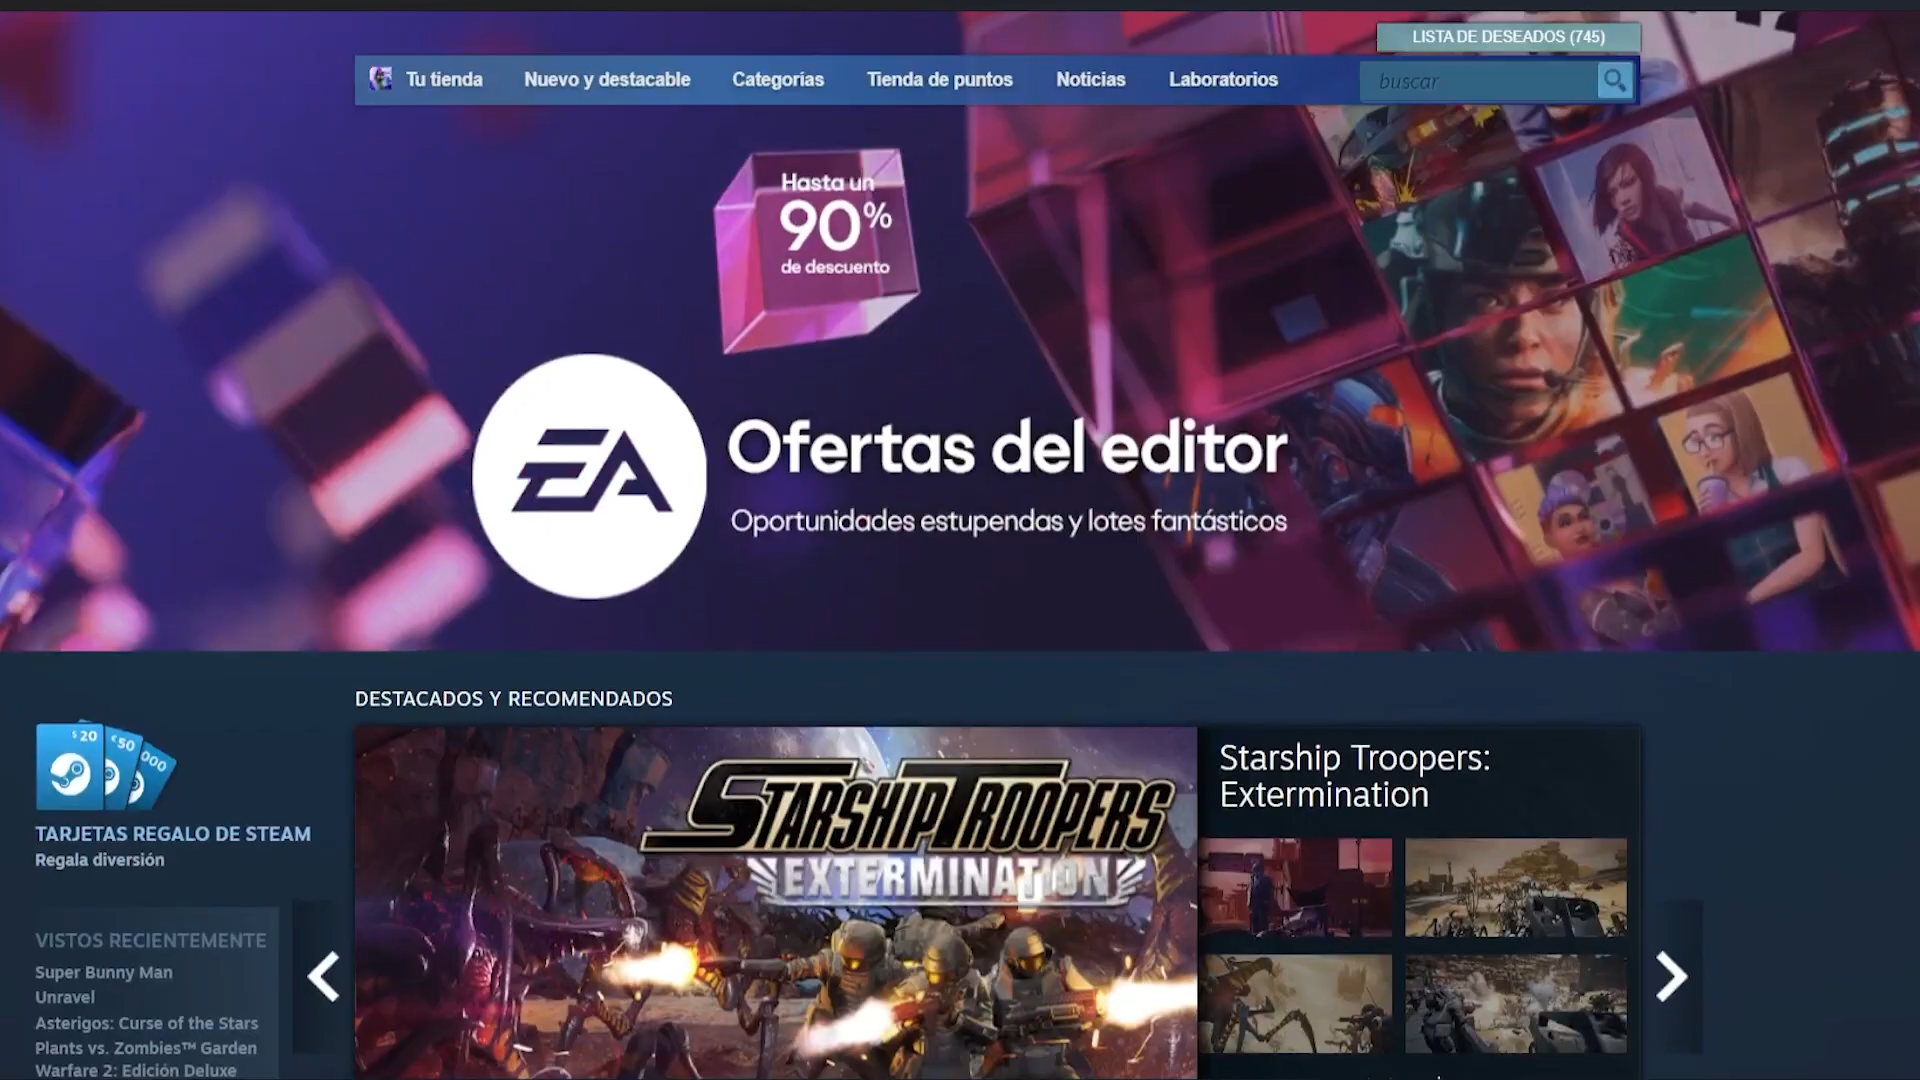 LISTA DE DESEADOS (745)
Tu tienda Nuevo y destacable Categorías Tienda de puntos Noticias Laboratorios buscar
Hasta un
90%
de descuento
EA
Ofertas del editor
Oportunidades estupendas y lotes fantásticos
DESTACADOS Y RECOMENDADOS
$20 €50 000
TARJETAS REGALO DE STEAM
Regala diversión
VISTOS RECIENTEMENTE
Super Bunny Man
Unravel
Asterigos: Curse of the Stars
Plants vs. Zombies™ Garden
Warfare 2: Edición Deluxe
STARSHIP TROOPERS
EXTERMINATION
Starship Troopers:
Extermination